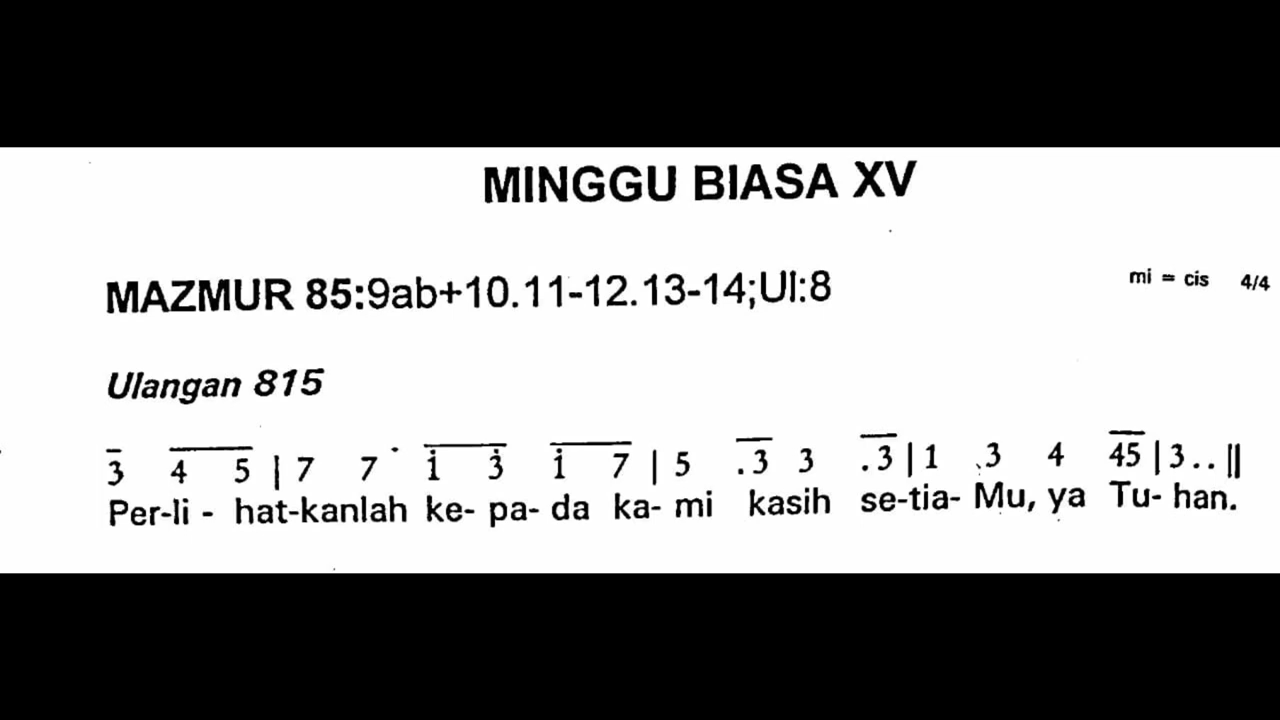 MINGGU BIASA XV
MAZMUR 85:9ab+10.11-12.13-14;Ul:8
mi = cis 4/4
Ulangan 815
3 4 5 | 7 7 i 3̇ i 7 | 5 .3 3 .3 | 1 .3 4 45 | 3 . . ||
Per-li - hat-kanlah ke- pa- da ka- mi kasih se-tia- Mu, ya Tu- han.